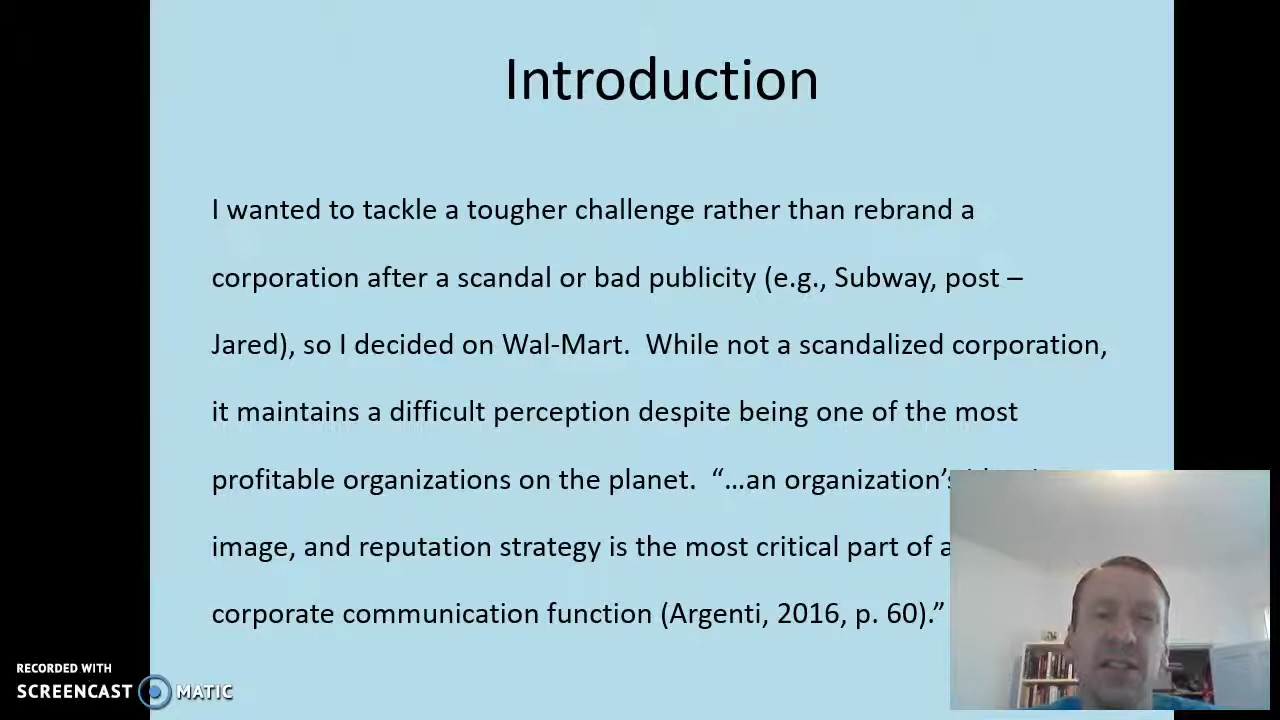 Introduction
I wanted to tackle a tougher challenge rather than rebrand a
corporation after a scandal or bad publicity (e.g., Subway, post –
Jared), so I decided on Wal-Mart.  While not a scandalized corporation,
it maintains a difficult perception despite being one of the most
profitable organizations on the planet.  “…an organization’s
image, and reputation strategy is the most critical part of
corporate communication function (Argenti, 2016, p. 60).”
RECORDED WITH
SCREENCAST MATIC